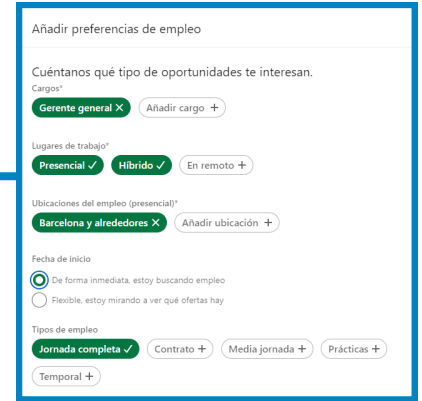 Añadir preferencias de empleo
Cuéntanos qué tipo de oportunidades te interesan.
Cargos*
Gerente general × Añadir cargo +
Lugares de trabajo*
Presencial ✓ Híbrido ✓ En remoto +
Ubicaciones del empleo (presencial)*
Barcelona y alrededores × Añadir ubicación +
Fecha de inicio
De forma inmediata, estoy buscando empleo
Flexible, estoy mirando a ver qué ofertas hay
Tipos de empleo
Jornada completa ✓ Contrato + Media jornada + Prácticas +
Temporal +